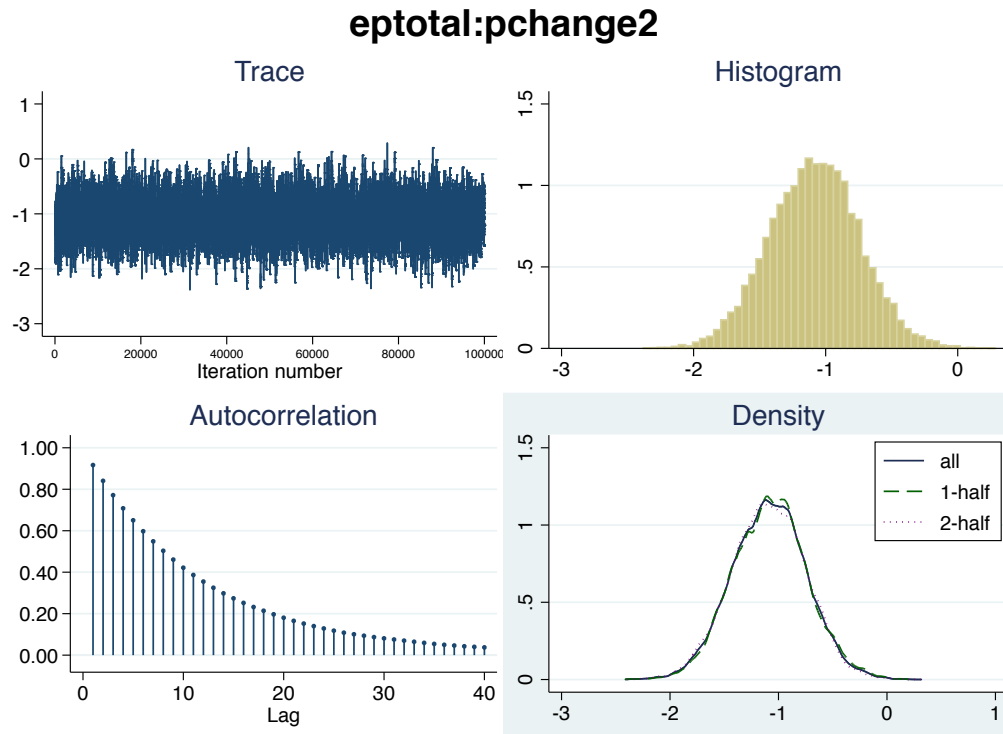 eptotal:pchange2
Trace
1
0
-1
-2
-3
0 20000 40000 60000 80000 100000
Iteration number
Histogram
1.5
1
.5
0
-3 -2 -1 0
Autocorrelation
1.00
0.80
0.60
0.40
0.20
0.00
0 10 20 30 40
Lag
Density
all
1-half
2-half
1.5
1
.5
0
-3 -2 -1 0 1